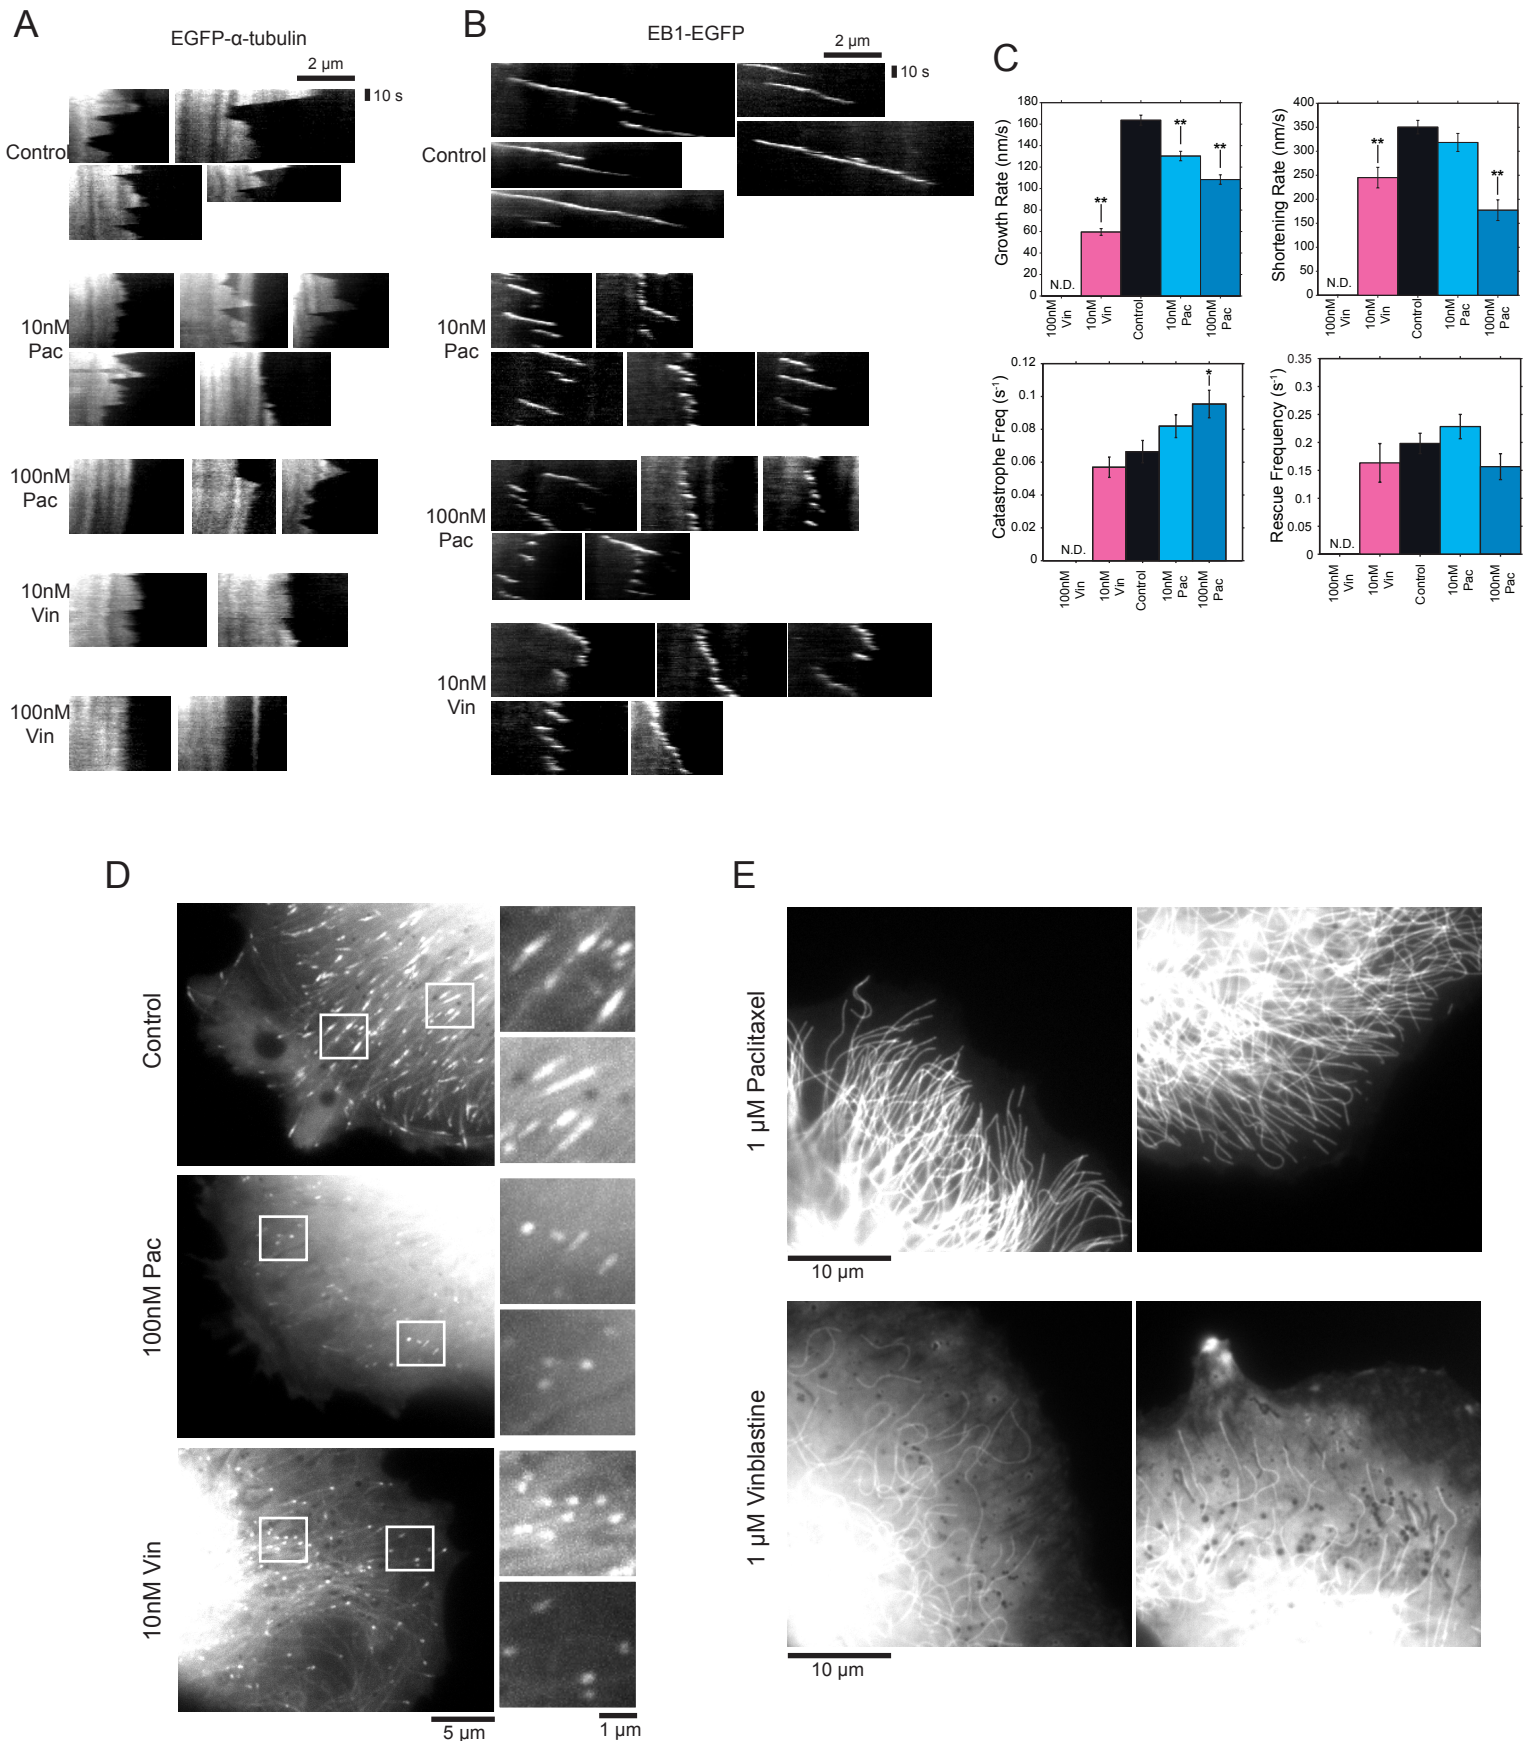 A
EGFP-α-tubulin
2 µm
10 s
Control
10nM
Pac
100nM
Pac
10nM
Vin
100nM
Vin
B
EB1-EGFP
2 µm
10 s
Control
10nM
Pac
100nM
Pac
10nM
Vin
C
Growth Rate (nm/s)
180
160
140
120
100
80
60
40
20
0
N.D.
**
**
**
100nM
Vin
10nM
Vin
Control
10nM
Pac
100nM
Pac
Shortening Rate (nm/s)
400
350
300
250
200
150
100
50
0
N.D.
**
**
100nM
Vin
10nM
Vin
Control
10nM
Pac
100nM
Pac
Catastrophe Freq (s⁻¹)
0.12
0.1
0.08
0.06
0.04
0.02
0
N.D.
*
100nM
Vin
10nM
Vin
Control
10nM
Pac
100nM
Pac
Rescue Frequency (s⁻¹)
0.35
0.3
0.25
0.2
0.15
0.1
0.05
0
N.D.
100nM
Vin
10nM
Vin
Control
10nM
Pac
100nM
Pac
D
Control
100nM Pac
10nM Vin
5 µm
1 µm
E
1 µM Paclitaxel
10 µm
1 µM Vinblastine
10 µm